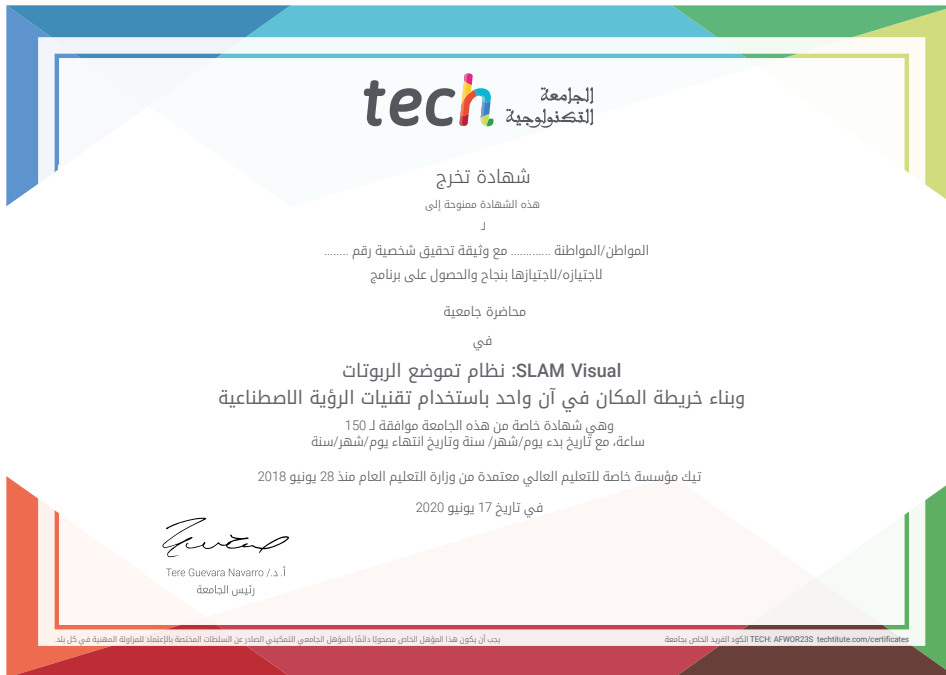 tech الجامعة
التكنولوجية
شهادة تخرج
هذه الشهادة ممنوحة إلى
لـ
المواطن/المواطنة ............ مع وثيقة تحقيق شخصية رقم ........
لاجتيازه/لاجتيازها بنجاح والحصول على برنامج
محاضرة جامعية
في
SLAM Visual: نظام تموضع الربوتات
وبناء خريطة المكان في آن واحد باستخدام تقنيات الرؤية الاصطناعية
وهي شهادة خاصة من هذه الجامعة موافقة لـ 150
ساعة، مع تاريخ بدء يوم/شهر/ سنة وتاريخ انتهاء يوم/شهر/سنة
تيك مؤسسة خاصة للتعليم العالي معتمدة من وزارة التعليم العام منذ 28 يونيو 2018
في تاريخ 17 يونيو 2020
أ. د./ Tere Guevara Navarro
رئيس الجامعة
الكود الفريد الخاص بجامعة TECH: AFWOR23S techtitute.com/certificates
يجب أن يكون هذا المؤهل الخاص مصحوبًا دائمًا بالمؤهل الجامعي التمكيني الصادر عن السلطات المختصة بالإعتماد للمزاولة المهنية في كل بلد.